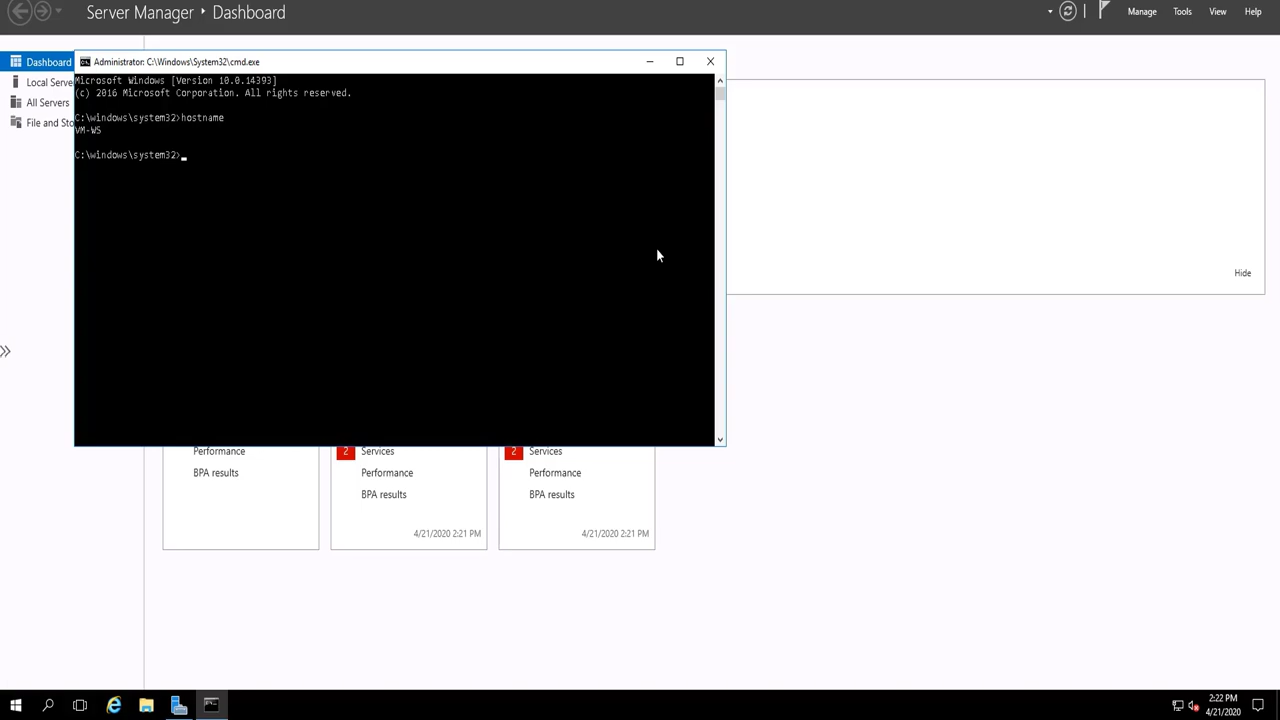 Server Manager ‣ Dashboard
Manage Tools View Help
Dashboard
Local Serve
All Servers
File and Sto
Administrator: C:\Windows\System32\cmd.exe
Microsoft Windows [Version 10.0.14393]
(c) 2016 Microsoft Corporation. All rights reserved.
C:\windows\system32>hostname
VM-WS
C:\windows\system32>
Hide
Performance
BPA results
2 Services
Performance
BPA results
4/21/2020 2:21 PM
2 Services
Performance
BPA results
4/21/2020 2:21 PM
2:22 PM
4/21/2020